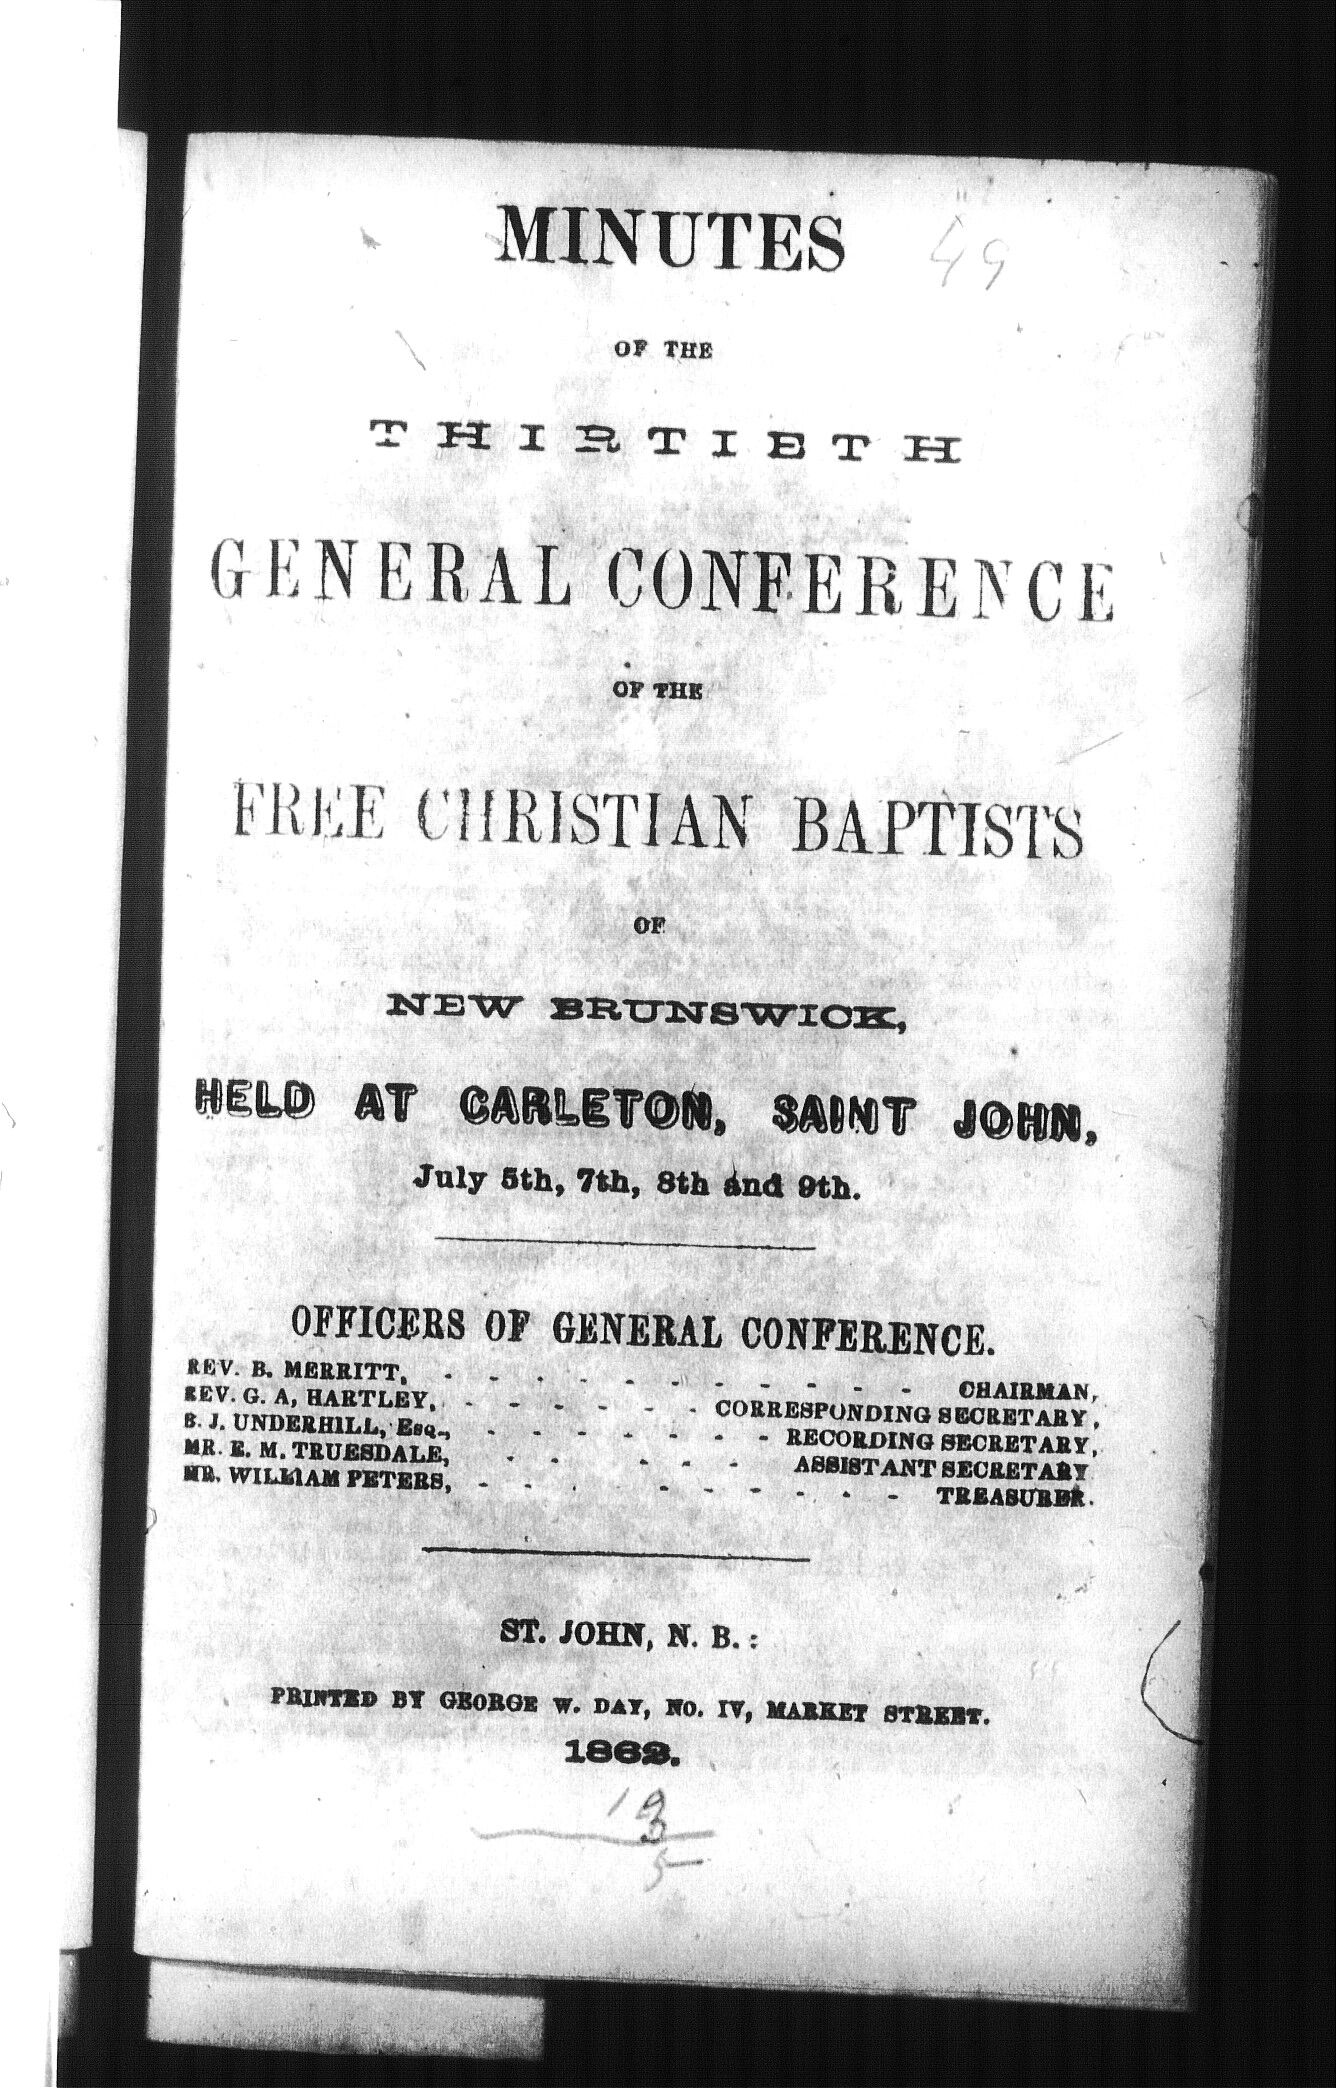 MINUTES
49
OF THE
THIRTIETH
GENERAL CONFERENCE
OF THE
FREE CHRISTIAN BAPTISTS
OF
NEW BRUNSWICK,
HELD AT CARLETON, SAINT JOHN,
July 5th, 7th, 8th and 9th.
OFFICERS OF GENERAL CONFERENCE.
REV. B. MERRITT, - - - - - - - - - - - CHAIRMAN,
REV. G. A, HARTLEY, - - - - - - CORRESPONDING SECRETARY,
B. J. UNDERHILL, Esq., - - - - - - - RECORDING SECRETARY,
MR. E. M. TRUESDALE, - - - - - ASSISTANT SECRETARY
MR. WILLIAM PETERS, - - - - - - - - - TREASURER.
ST. JOHN, N. B.:
PRINTED BY GEORGE W. DAY, NO. IV, MARKET STREET.
1862.
5